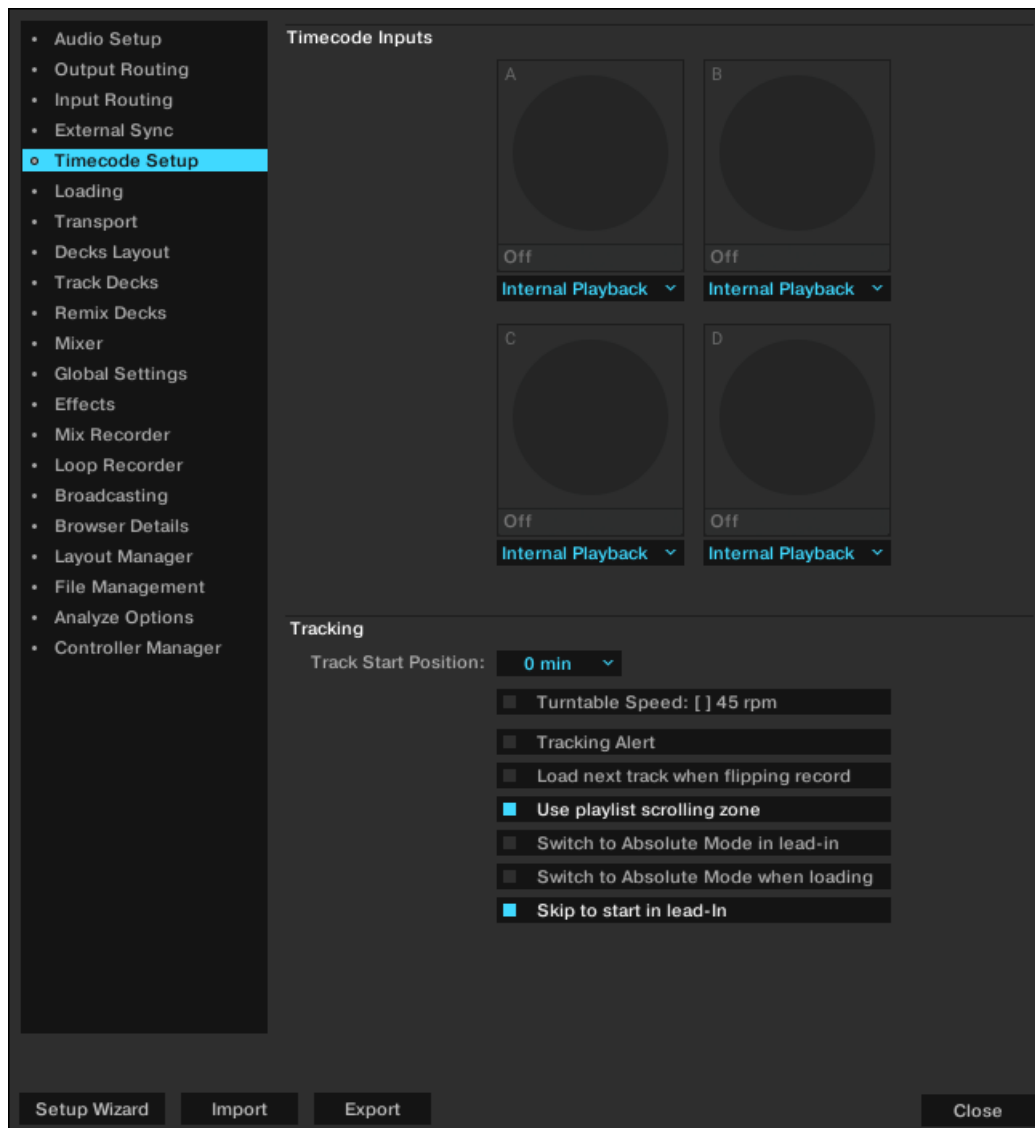 Audio Setup
Output Routing
Input Routing
External Sync
Timecode Setup
Loading
Transport
Decks Layout
Track Decks
Remix Decks
Mixer
Global Settings
Effects
Mix Recorder
Loop Recorder
Broadcasting
Browser Details
Layout Manager
File Management
Analyze Options
Controller Manager
Timecode Inputs
A B
Off Off
Internal Playback Internal Playback
C D
Off Off
Internal Playback Internal Playback
Tracking
Track Start Position: 0 min
Turntable Speed: [ ] 45 rpm
Tracking Alert
Load next track when flipping record
Use playlist scrolling zone
Switch to Absolute Mode in lead-in
Switch to Absolute Mode when loading
Skip to start in lead-In
Setup Wizard Import Export Close